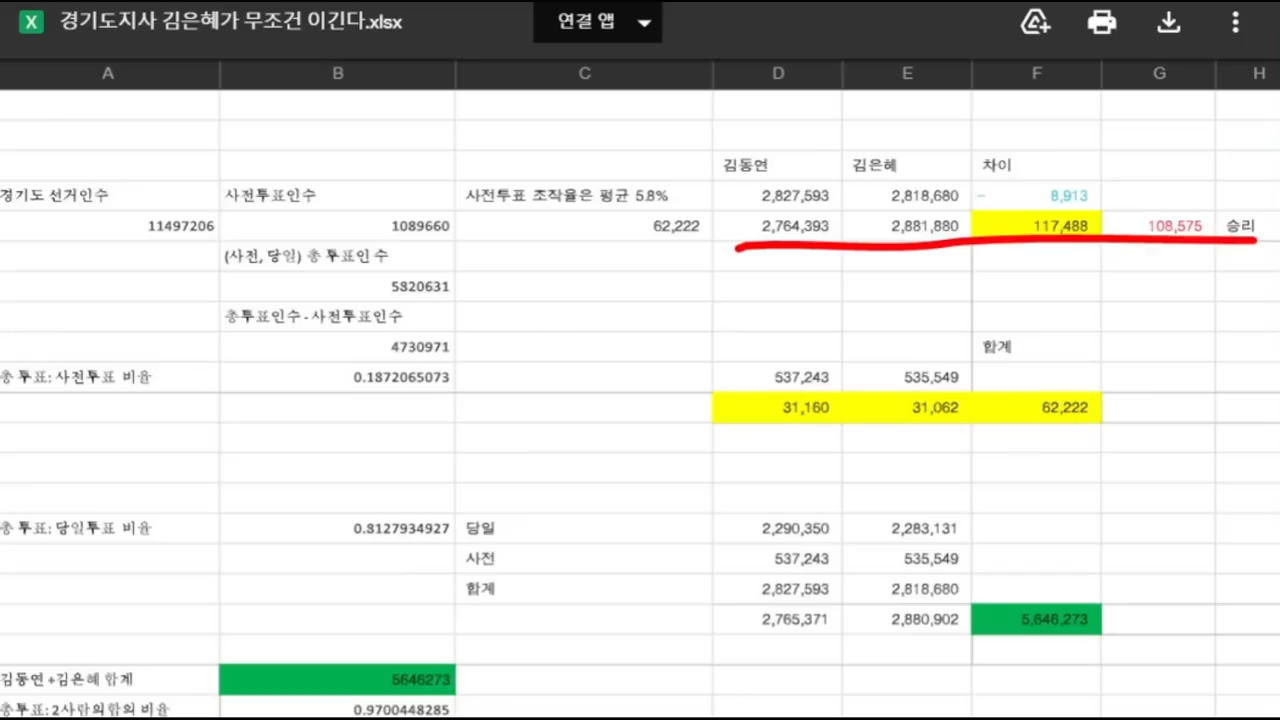 X 경기도지사 김은혜가 무조건 이긴다.xlsx 연결 앱
A B C D E F G H
김동연 김은혜 차이
경기도 선거인수 사전투표인수 사전투표 조작율은 평균 5.8% 2,827,593 2,818,680 - 8,913
11497206 1089660 62,222 2,764,393 2,881,880 117,488 108,575 승리
(사전, 당일) 총 투표인 수
5820631
총투표인수 - 사전투표인수
4730971 합계
총 투표: 사전투표 비율 0.1872065073 537,243 535,549
31,160 31,062 62,222
총 투표: 당일투표 비율 0.8127934927 당일 2,290,350 2,283,131
사전 537,243 535,549
합계 2,827,593 2,818,680
2,765,371 2,880,902 5,646,273
김동연 +김은혜 합계 5646273
총투표: 2사람의합의 비율 0.9700448285